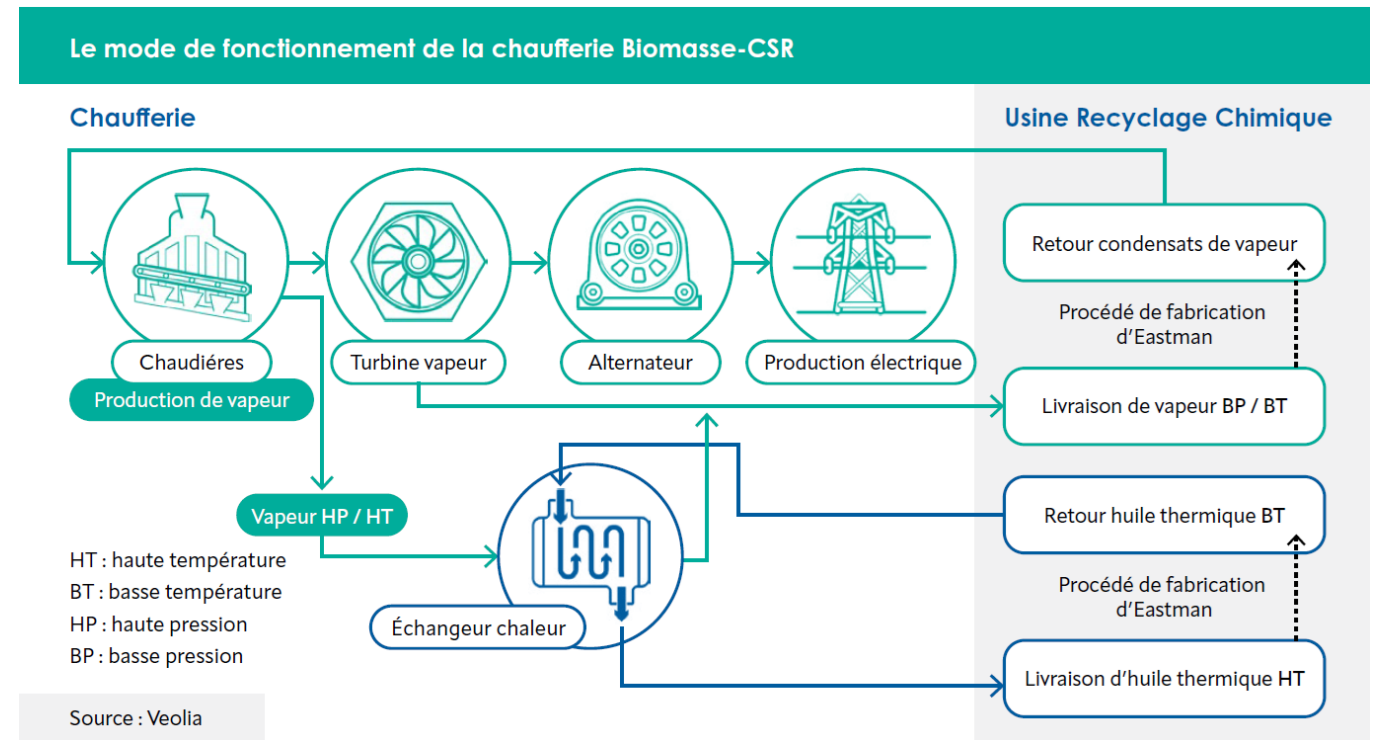 Le mode de fonctionnement de la chaufferie Biomasse-CSR
Chaufferie
Usine Recyclage Chimique
Retour condensats de vapeur
Procédé de fabrication
d’Eastman
Chaudiéres
Production de vapeur
Turbine vapeur
Alternateur
Production électrique
Livraison de vapeur BP / BT
Vapeur HP / HT
Retour huile thermique BT
HT : haute température
BT : basse température
HP : haute pression
BP : basse pression
Échangeur chaleur
Procédé de fabrication
d’Eastman
Livraison d’huile thermique HT
Source : Veolia